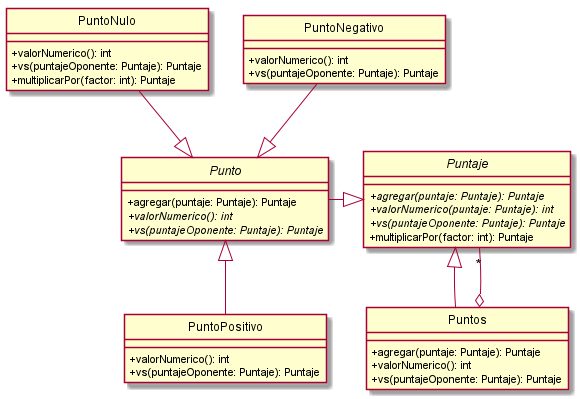 PuntoNulo
+valorNumerico(): int
+vs(puntajeOponente: Puntaje): Puntaje
+multiplicarPor(factor: int): Puntaje
PuntoNegativo
+valorNumerico(): int
+vs(puntajeOponente: Puntaje): Puntaje
Punto
+agregar(puntaje: Puntaje): Puntaje
+valorNumerico(): int
+vs(puntajeOponente: Puntaje): Puntaje
Puntaje
+agregar(puntaje: Puntaje): Puntaje
+valorNumerico(puntaje: Puntaje): int
+vs(puntajeOponente: Puntaje): Puntaje
+multiplicarPor(factor: int): Puntaje
*
PuntoPositivo
+valorNumerico(): int
+vs(puntajeOponente: Puntaje): Puntaje
Puntos
+agregar(puntaje: Puntaje): Puntaje
+valorNumerico(): int
+vs(puntajeOponente: Puntaje): Puntaje